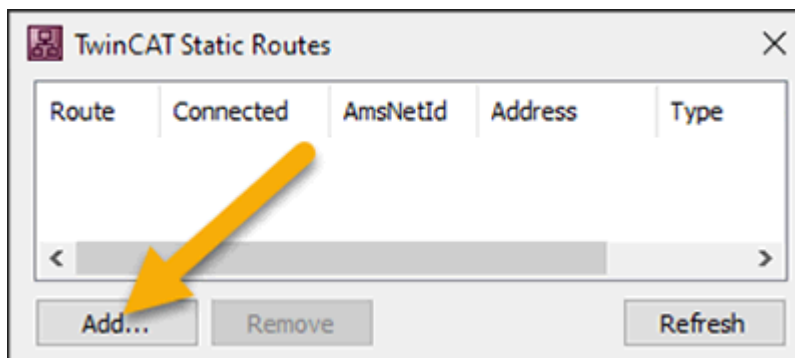 TwinCAT Static Routes
Route Connected AmsNetId Address Type
Add... Remove Refresh